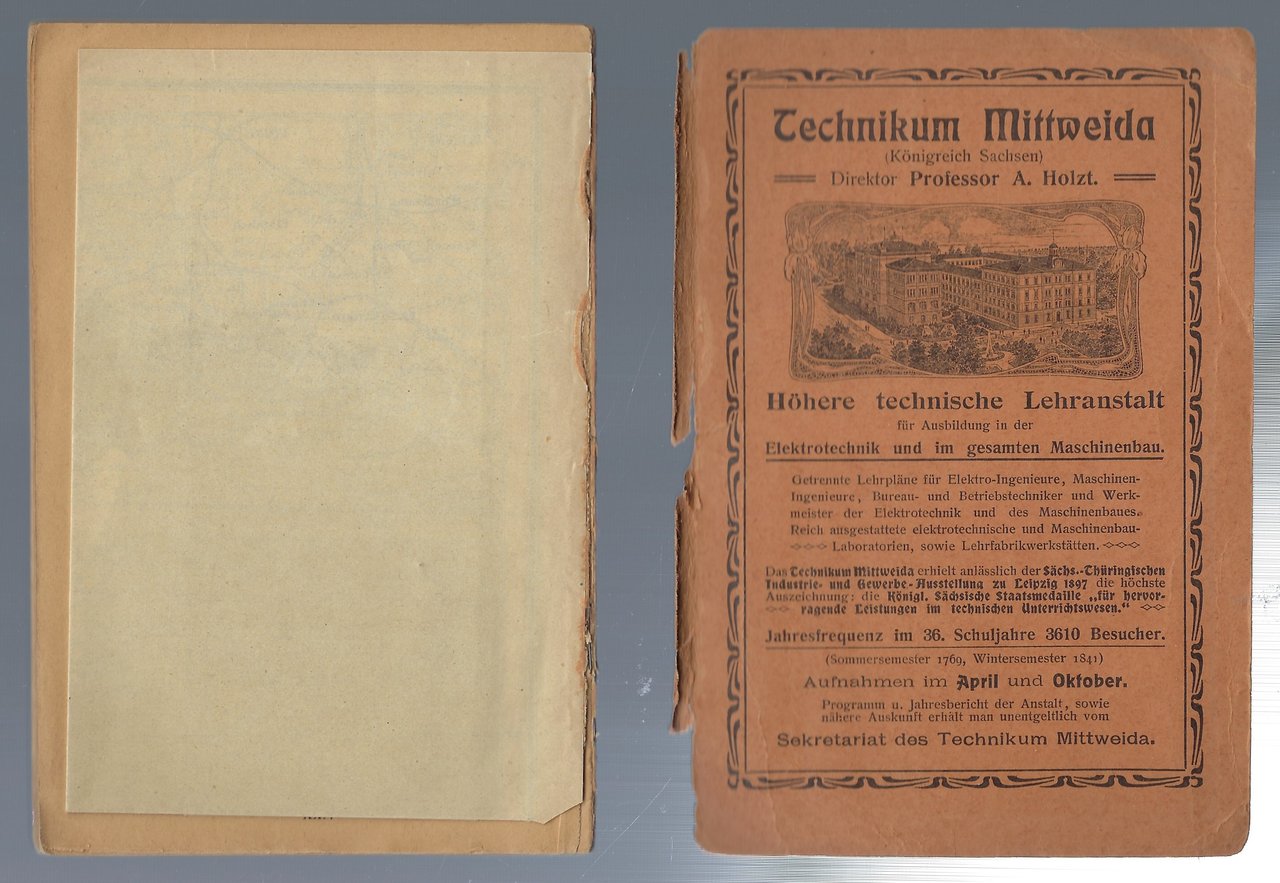 Technikum Mittweida
(Königreich Sachsen)
Direktor Professor A. Holzt.
Höhere technische Lehranstalt
für Ausbildung in der
Elektrotechnik und im gesamten Maschinenbau.
Getrennte Lehrpläne für Elektro-Ingenieure, Maschinen-
Ingenieure, Bureau- und Betriebstechniker und Werk-
meister der Elektrotechnik und des Maschinenbaues.
Reich ausgestattete elektrotechnische und Maschinenbau-
Laboratorien, sowie Lehrfabrikwerkstätten.
Das Technikum Mittweida erhielt anlässlich der Sächs.-Thüringischen
Industrie- und Gewerbe-Ausstellung zu Leipzig 1897 die höchste
Auszeichnung: die Königl. Sächsische Staatsmedaille „für hervor-
ragende Leistungen im technischen Unterrichtswesen.“
Jahresfrequenz im 36. Schuljahre 3610 Besucher.
(Sommersemester 1769, Wintersemester 1841)
Aufnahmen im April und Oktober.
Programm u. Jahresbericht der Anstalt, sowie
nähere Auskunft erhält man unentgeltlich vom
Sekretariat des Technikum Mittweida.